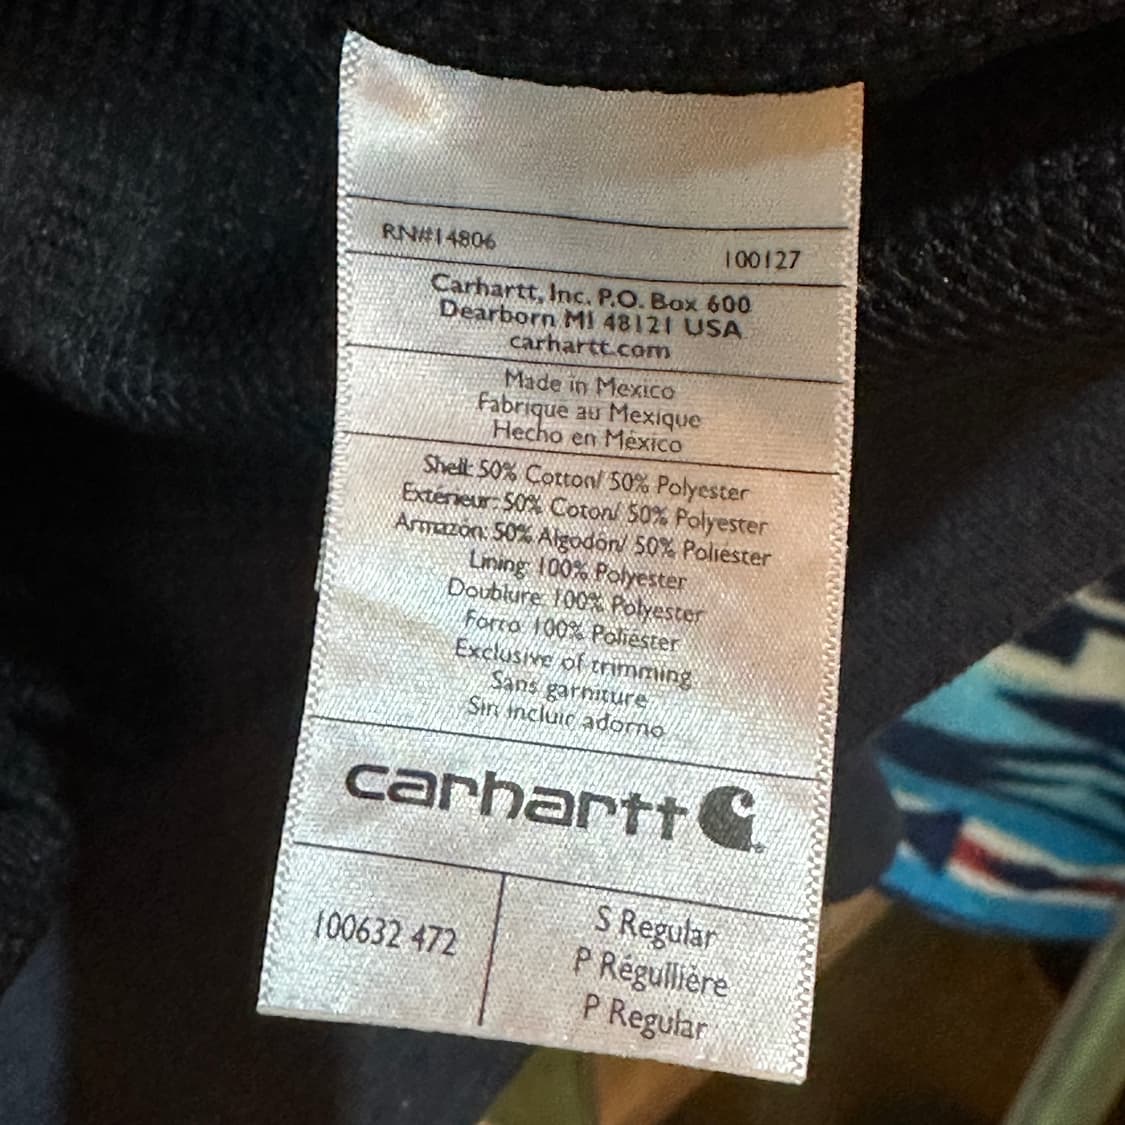 RN#14806 100127
Carhartt, Inc. P.O. Box 600
Dearborn MI 48121 USA
carhartt.com
Made in Mexico
Fabrique au Mexique
Hecho en México
Shell: 50% Cotton/ 50% Polyester
Extérieur: 50% Coton/ 50% Polyester
Armazon: 50% Algodón/ 50% Poliéster
Lining: 100% Polyester
Doublure: 100% Polyester
Forro: 100% Poliéster
Exclusive of trimming
Sans garniture
Sin incluir adorno
carhartt
100632 472
S Regular
P Régullière
P Regular